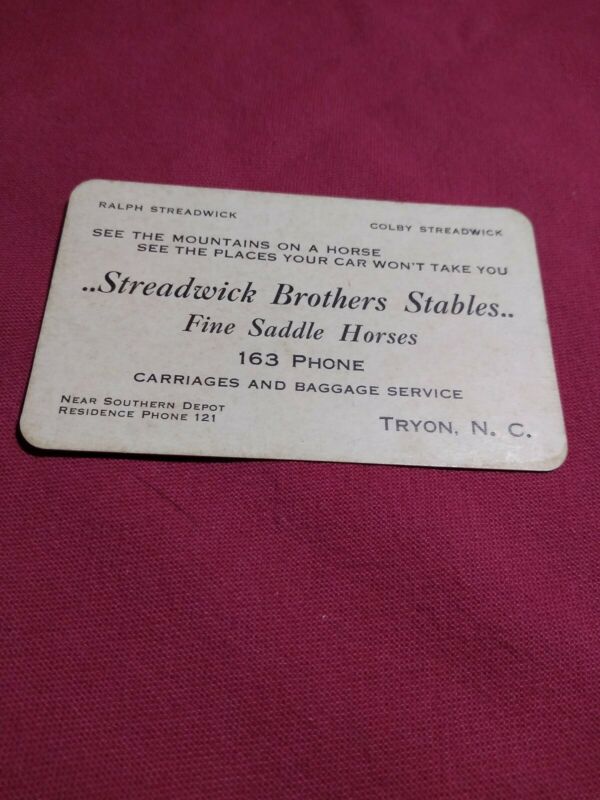 RALPH STREADWICK
COLBY STREADWICK
SEE THE MOUNTAINS ON A HORSE
SEE THE PLACES YOUR CAR WON'T TAKE YOU
..Streadwick Brothers Stables..
Fine Saddle Horses
163 PHONE
CARRIAGES AND BAGGAGE SERVICE
NEAR SOUTHERN DEPOT
RESIDENCE PHONE 121
TRYON, N. C.